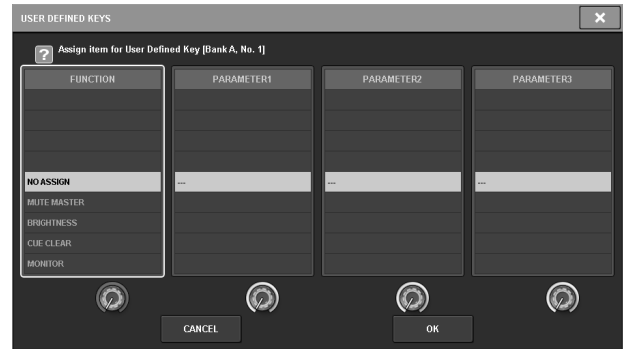 USER DEFINED KEYS
×
? Assign item for User Defined Key [Bank A, No. 1]
FUNCTION PARAMETER1 PARAMETER2 PARAMETER3
NO ASSIGN --- --- ---
MUTE MASTER
BRIGHTNESS
CUE CLEAR
MONITOR
CANCEL OK